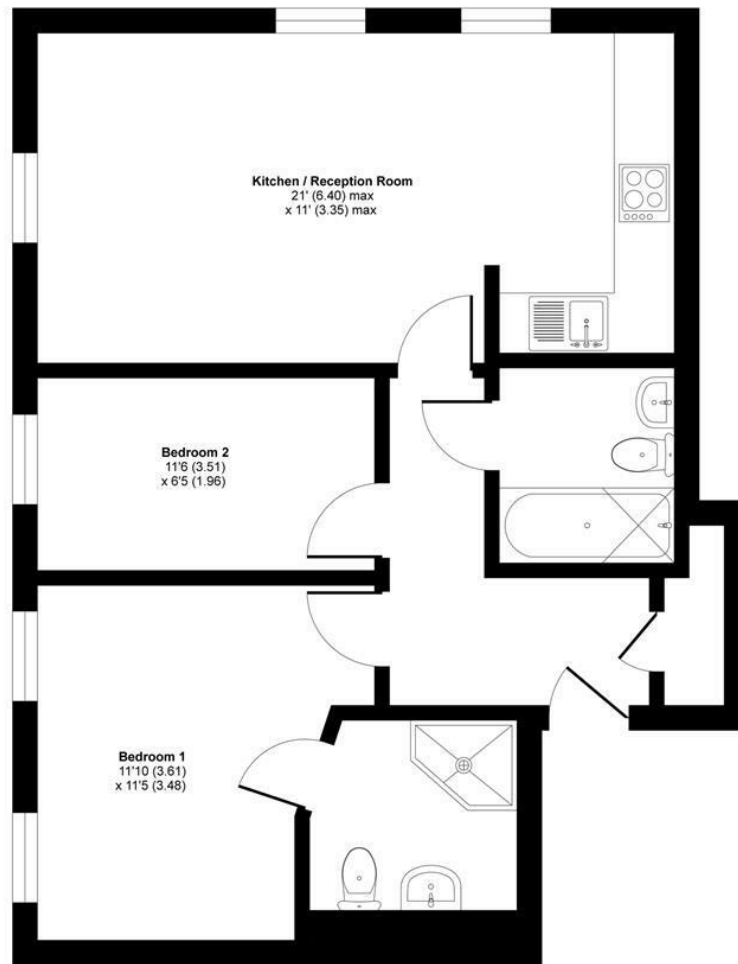 Kitchen / Reception Room
21' (6.40) max
x 11' (3.35) max
Bedroom 2
11'6 (3.51)
x 6'5 (1.96)
Bedroom 1
11'10 (3.61)
x 11'5 (3.48)